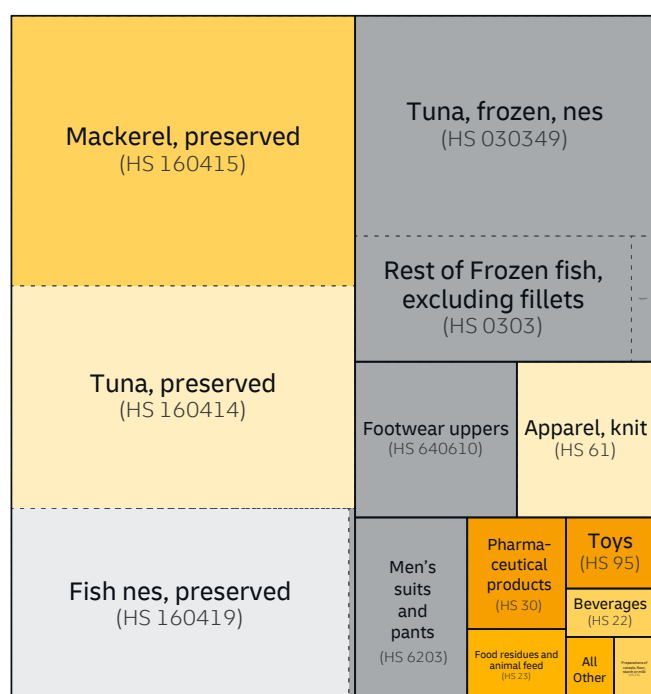 Mackerel, preserved
(HS 160415)
Tuna, preserved
(HS 160414)
Fish nes, preserved
(HS 160419)
Tuna, frozen, nes
(HS 030349)
Rest of Frozen fish,
excluding fillets
(HS 0303)
Footwear uppers
(HS 640610)
Apparel, knit
(HS 61)
Men's
suits
and
pants
(HS 6203)
Pharma-
ceutical
products
(HS 30)
Food residues and
animal feed
(HS 23)
Toys
(HS 95)
Beverages
(HS 22)
All
Other